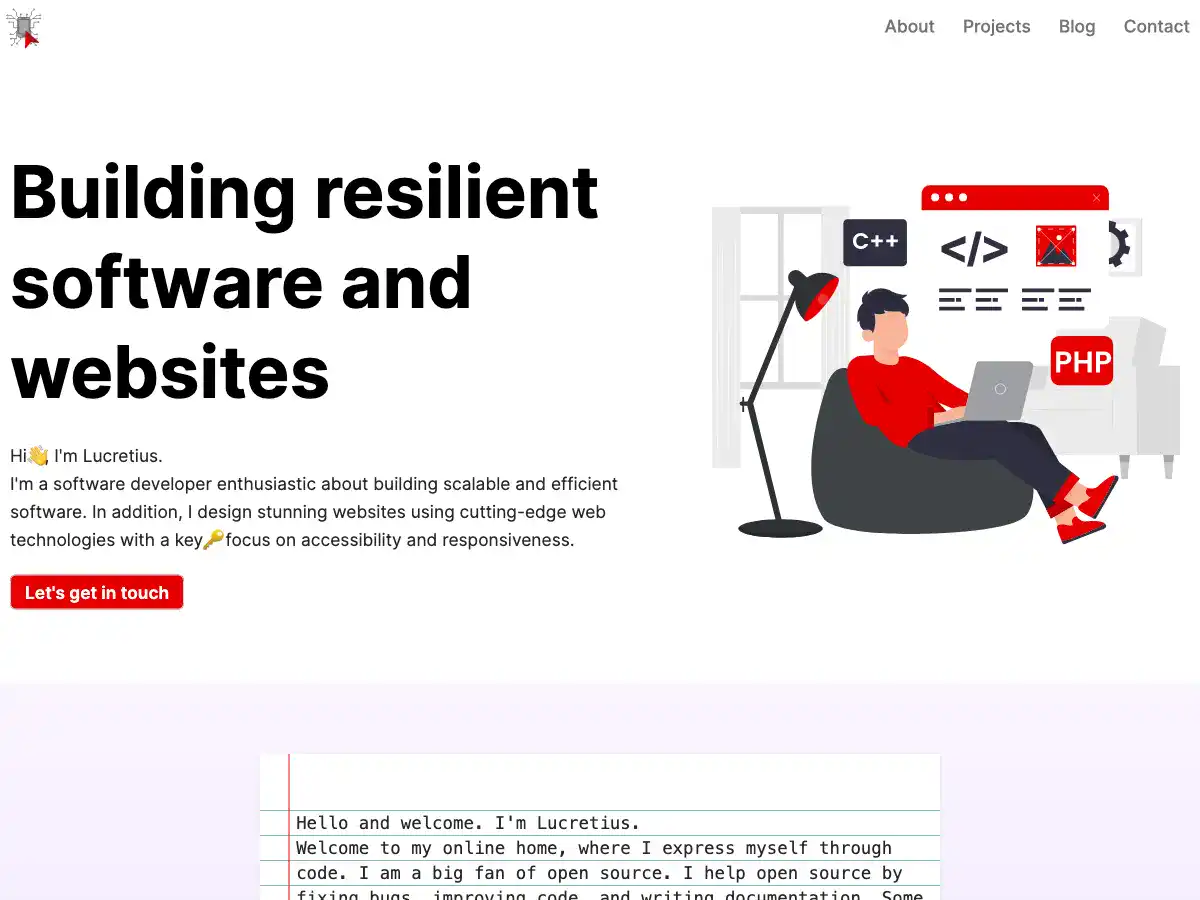 About Projects Blog Contact
Building resilient
software and
websites
Hi👋, I'm Lucretius.
I'm a software developer enthusiastic about building scalable and efficient
software. In addition, I design stunning websites using cutting-edge web
technologies with a key🔑focus on accessibility and responsiveness.
Let's get in touch
C++
</>
PHP
Hello and welcome. I'm Lucretius.
Welcome to my online home, where I express myself through
code. I am a big fan of open source. I help open source by
fixing bugs, improving code, and writing documentation. Some